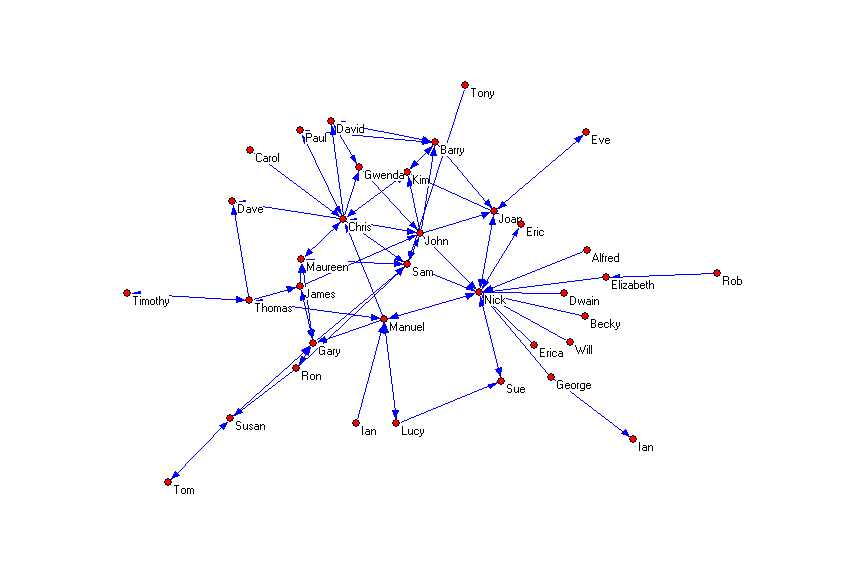 Tony
David
Paul
Eve
Barry
Carol
Gwenda
Kim
Dave
Joan
Chris
Eric
John
Alfred
Maureen
Sam
Elizabeth
Rob
James
Nick
Dwain
Timothy
Thomas
Manuel
Becky
Gary
Erica
Will
Ron
Sue
George
Susan
Ian
Lucy
Ian
Tom